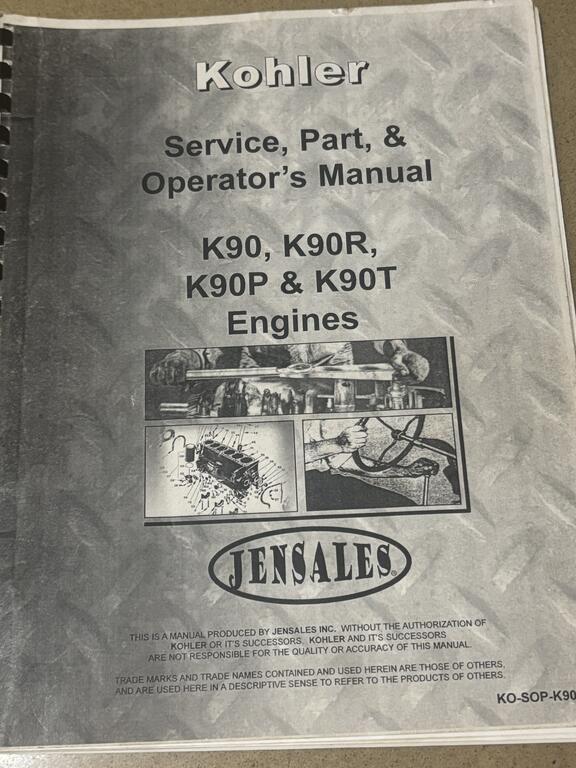 Kohler
Service, Part, &
Operator's Manual
K90, K90R,
K90P & K90T
Engines
JENSALES®
THIS IS A MANUAL PRODUCED BY JENSALES INC. WITHOUT THE AUTHORIZATION OF
KOHLER OR IT'S SUCCESSORS. KOHLER AND IT'S SUCCESSORS
ARE NOT RESPONSIBLE FOR THE QUALITY OR ACCURACY OF THIS MANUAL.
TRADE MARKS AND TRADE NAMES CONTAINED AND USED HEREIN ARE THOSE OF OTHERS,
AND ARE USED HERE IN A DESCRIPTIVE SENSE TO REFER TO THE PRODUCTS OF OTHERS.
KO-SOP-K90